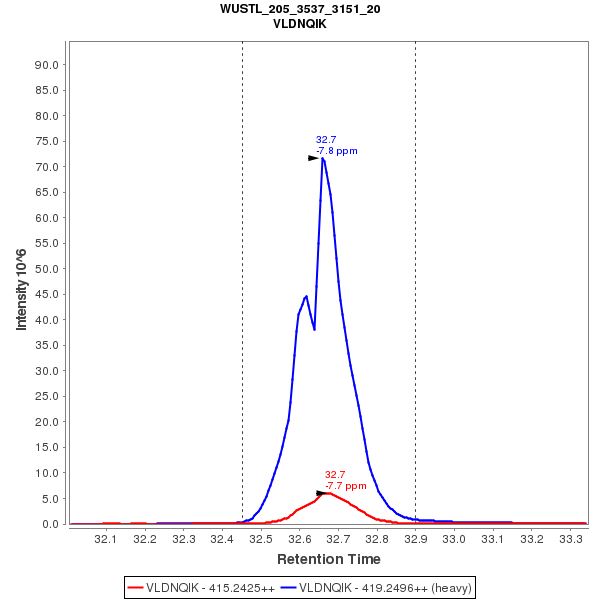 WUSTL_205_3537_3151_20
VLDNQIK
Intensity 10^6
90.0
85.0
80.0
75.0
70.0
65.0
60.0
55.0
50.0
45.0
40.0
35.0
30.0
25.0
20.0
15.0
10.0
5.0
0.0
32.7
-7.8 ppm
32.7
-7.7 ppm
32.1 32.2 32.3 32.4 32.5 32.6 32.7 32.8 32.9 33.0 33.1 33.2 33.3
Retention Time
VLDNQIK - 415.2425++ VLDNQIK - 419.2496++ (heavy)